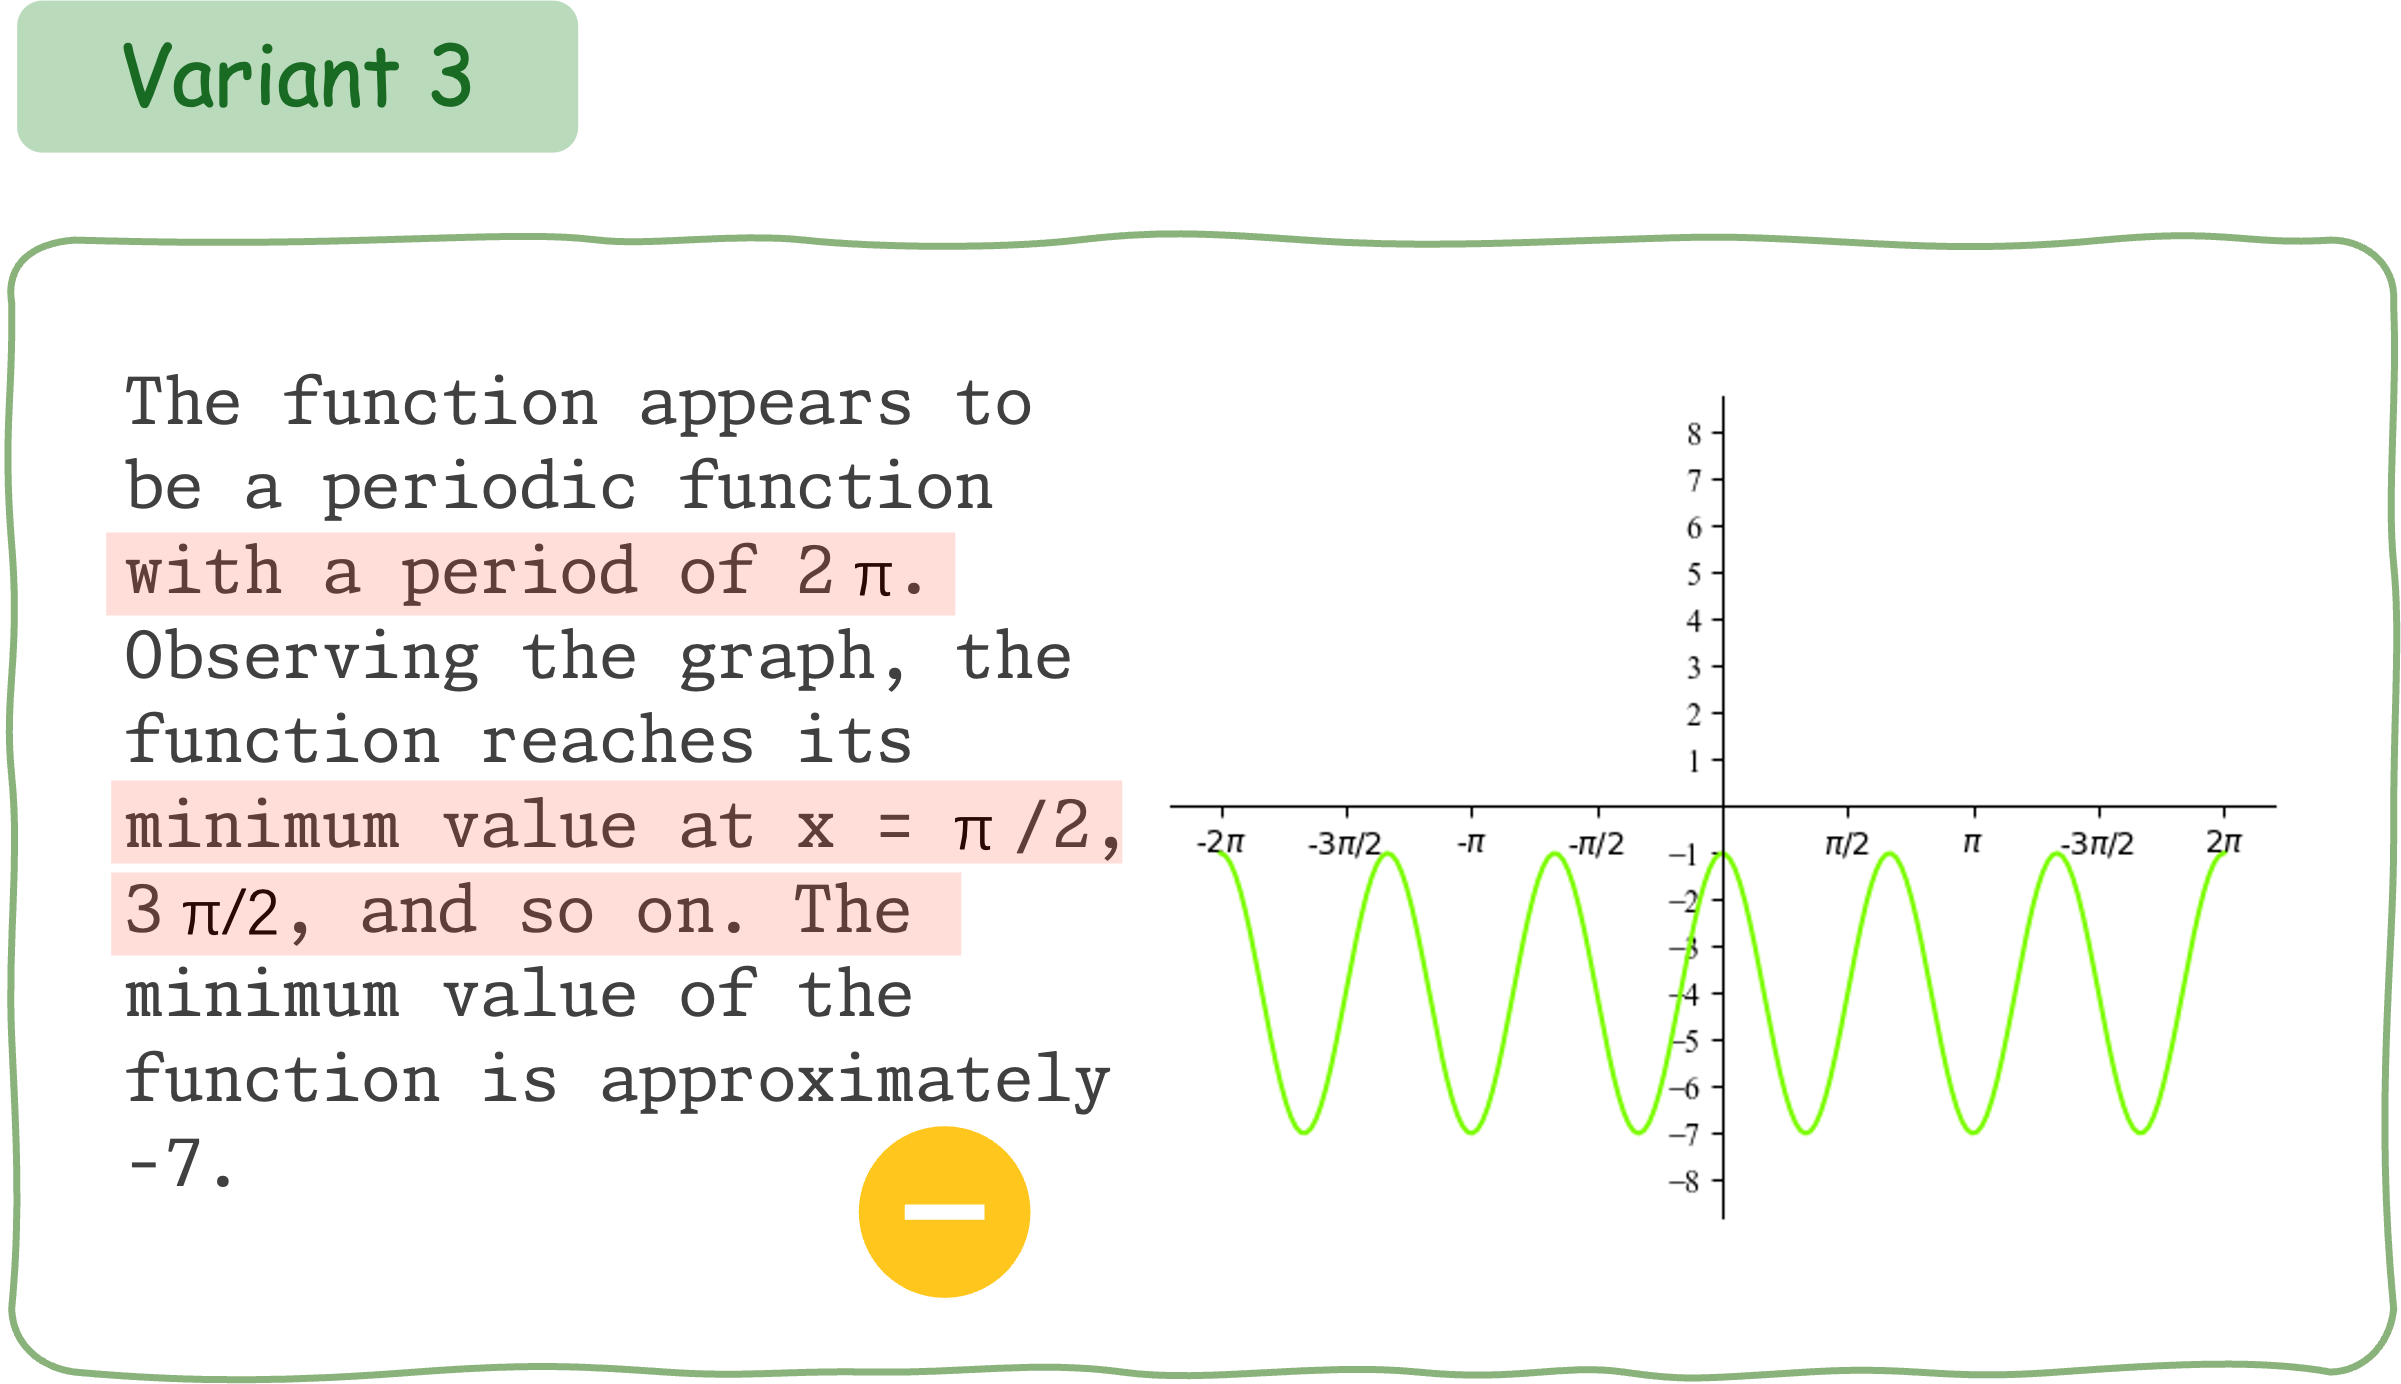 Variant 3
The function appears to
be a periodic function
with a period of 2π.
Observing the graph, the
function reaches its
minimum value at x = π/2,
3π/2, and so on. The
minimum value of the
function is approximately
-7.
8
7
6
5
4
3
2
1
-2π -3π/2 -π -π/2 π/2 π -3π/2 2π
−1
−2
−3
−4
−5
−6
−7
−8